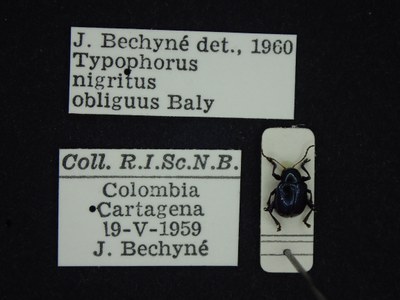 J. Bechyné det., 1960
Typophorus
nigritus
obliguus Baly
Coll. R.I.Sc.N.B.
Colombia
Cartagena
19-V-1959
J. Bechyné